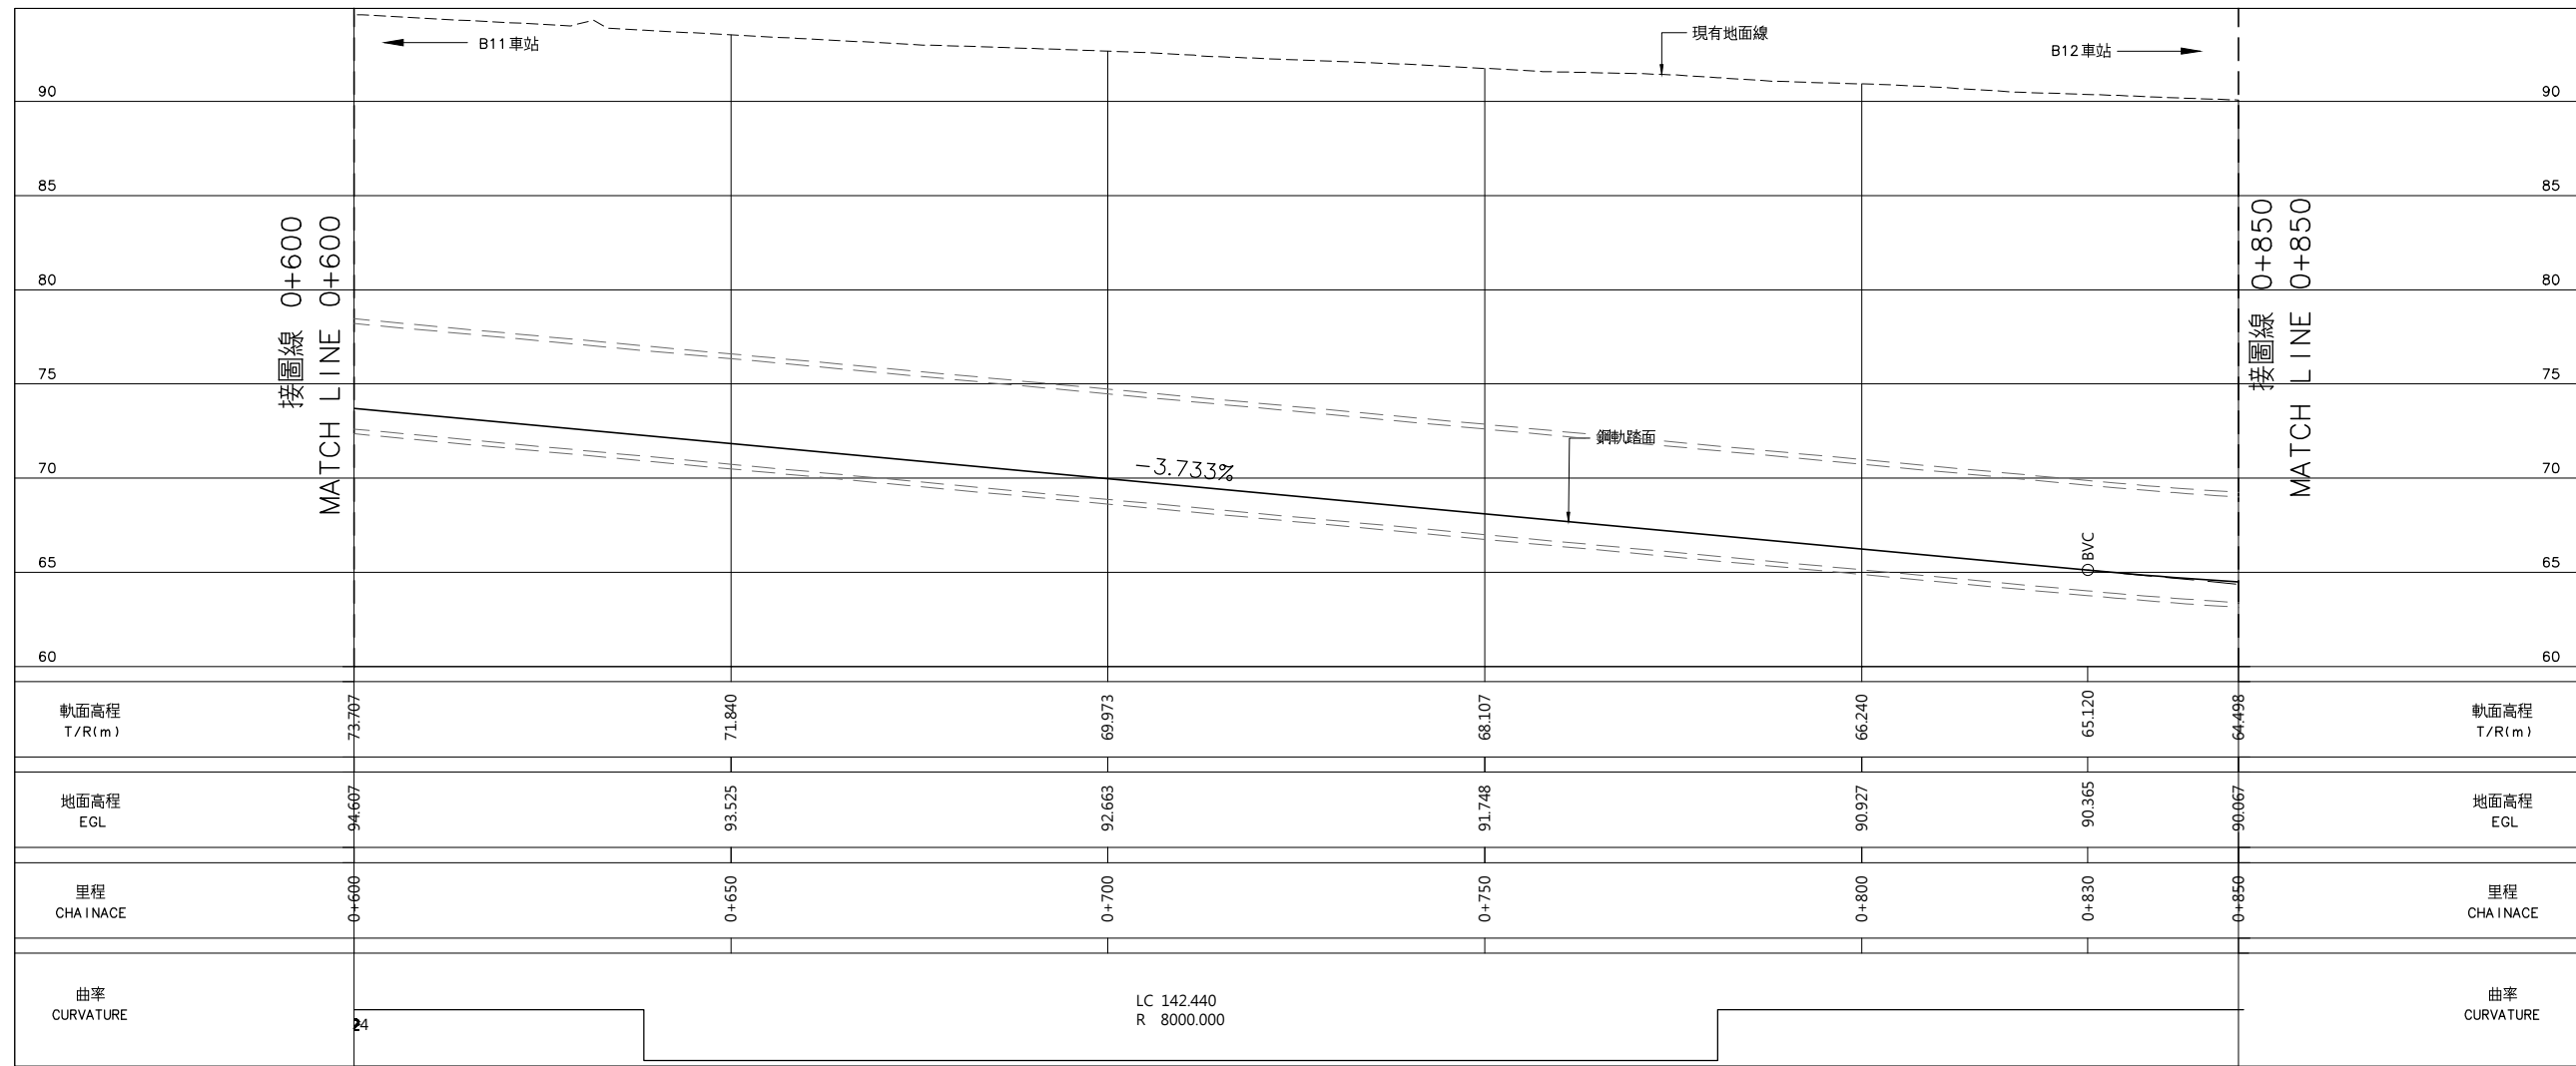 B11車站
現有地面線
B12車站
90
90
85
85
80
80
75
75
70
70
65
65
60
60
接圖線 0+600
MATCH LINE 0+600
接圖線 0+850
MATCH LINE 0+850
-3.733%
鋼軌踏面
BVC
軌面高程
T/R(m)
73.707
71.840
69.973
68.107
66.240
65.120
64.498
軌面高程
T/R(m)
地面高程
EGL
94.607
93.525
92.663
91.748
90.927
90.365
90.067
地面高程
EGL
里程
CHAINACE
0+600
0+650
0+700
0+750
0+800
0+830
0+850
里程
CHAINACE
曲率
CURVATURE
LC 142.440
R 8000.000
曲率
CURVATURE